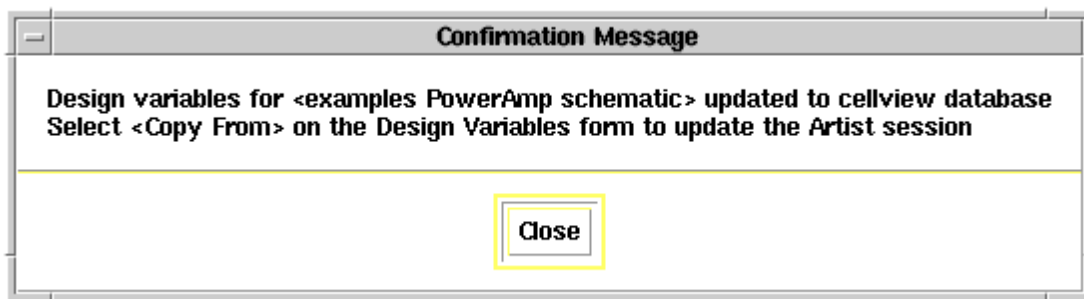 Confirmation Message
Design variables for <examples PowerAmp schematic> updated to cellview database
Select <Copy From> on the Design Variables form to update the Artist session
Close